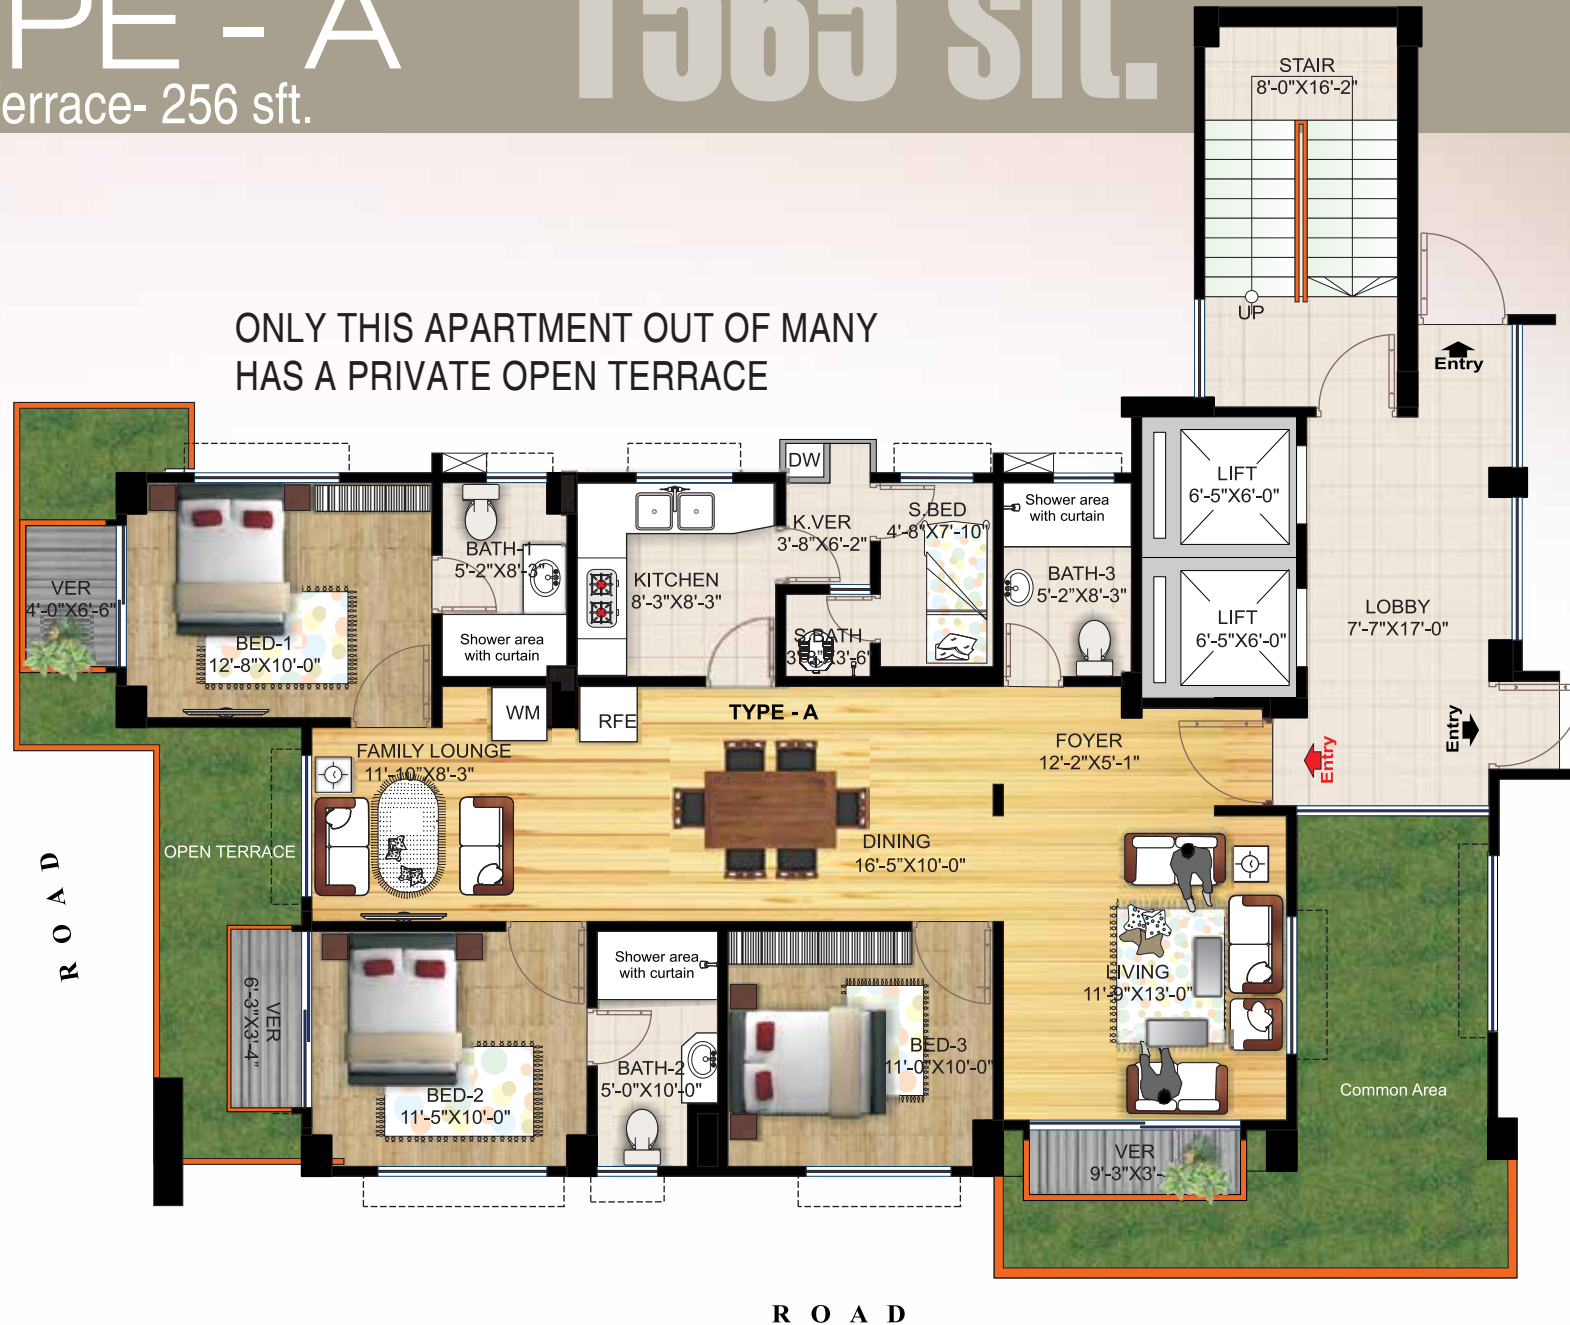 PE - A
1565 sft.
errace- 256 sft.
STAIR
8'-0"X16'-2"
UP
Entry
ONLY THIS APARTMENT OUT OF MANY
HAS A PRIVATE OPEN TERRACE
DW
LIFT
6'-5"X6'-0"
Shower area
with curtain
S.BED
4'-8"X7'-10"
K.VER
3'-8"X6'-2"
BATH-1
5'-2"X8'-3"
KITCHEN
8'-3"X8'-3"
BATH-3
5'-2"X8'-3"
VER
4'-0"X6'-6"
LOBBY
7'-7"X17'-0"
LIFT
6'-5"X6'-0"
BED-1
12'-8"X10'-0"
Shower area
with curtain
S.BATH
WM
RFE
TYPE - A
FAMILY LOUNGE
11'-10"X8'-3"
FOYER
12'-2"X5'-1"
Entry
Entry
OPEN TERRACE
DINING
16'-5"X10'-0"
ROAD
Shower area
with curtain
LIVING
11'-9"X13'-0"
VER
6'-3"X3'-4"
BED-3
11'-0"X10'-0"
BATH-2
5'-0"X10'-0"
BED-2
11'-5"X10'-0"
Common Area
VER
9'-3"X3'-
ROAD